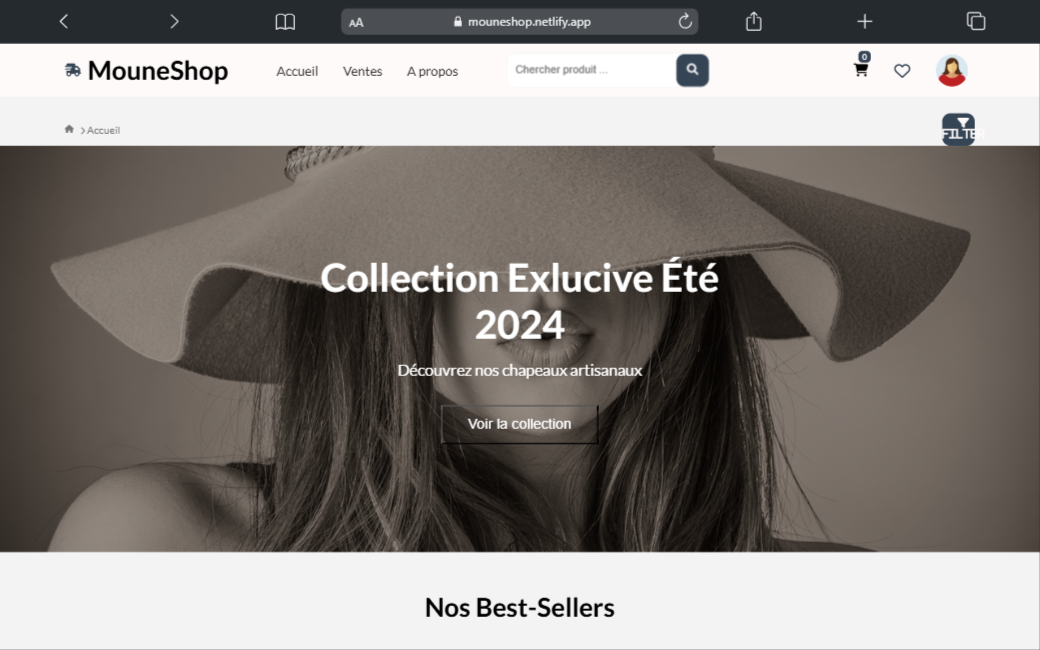 AA mouneshop.netlify.app
MouneShop Accueil Ventes A propos Chercher produit ... 0
Accueil
FILTER
Collection Exlucive Été
2024
Découvrez nos chapeaux artisanaux
Voir la collection
Nos Best-Sellers